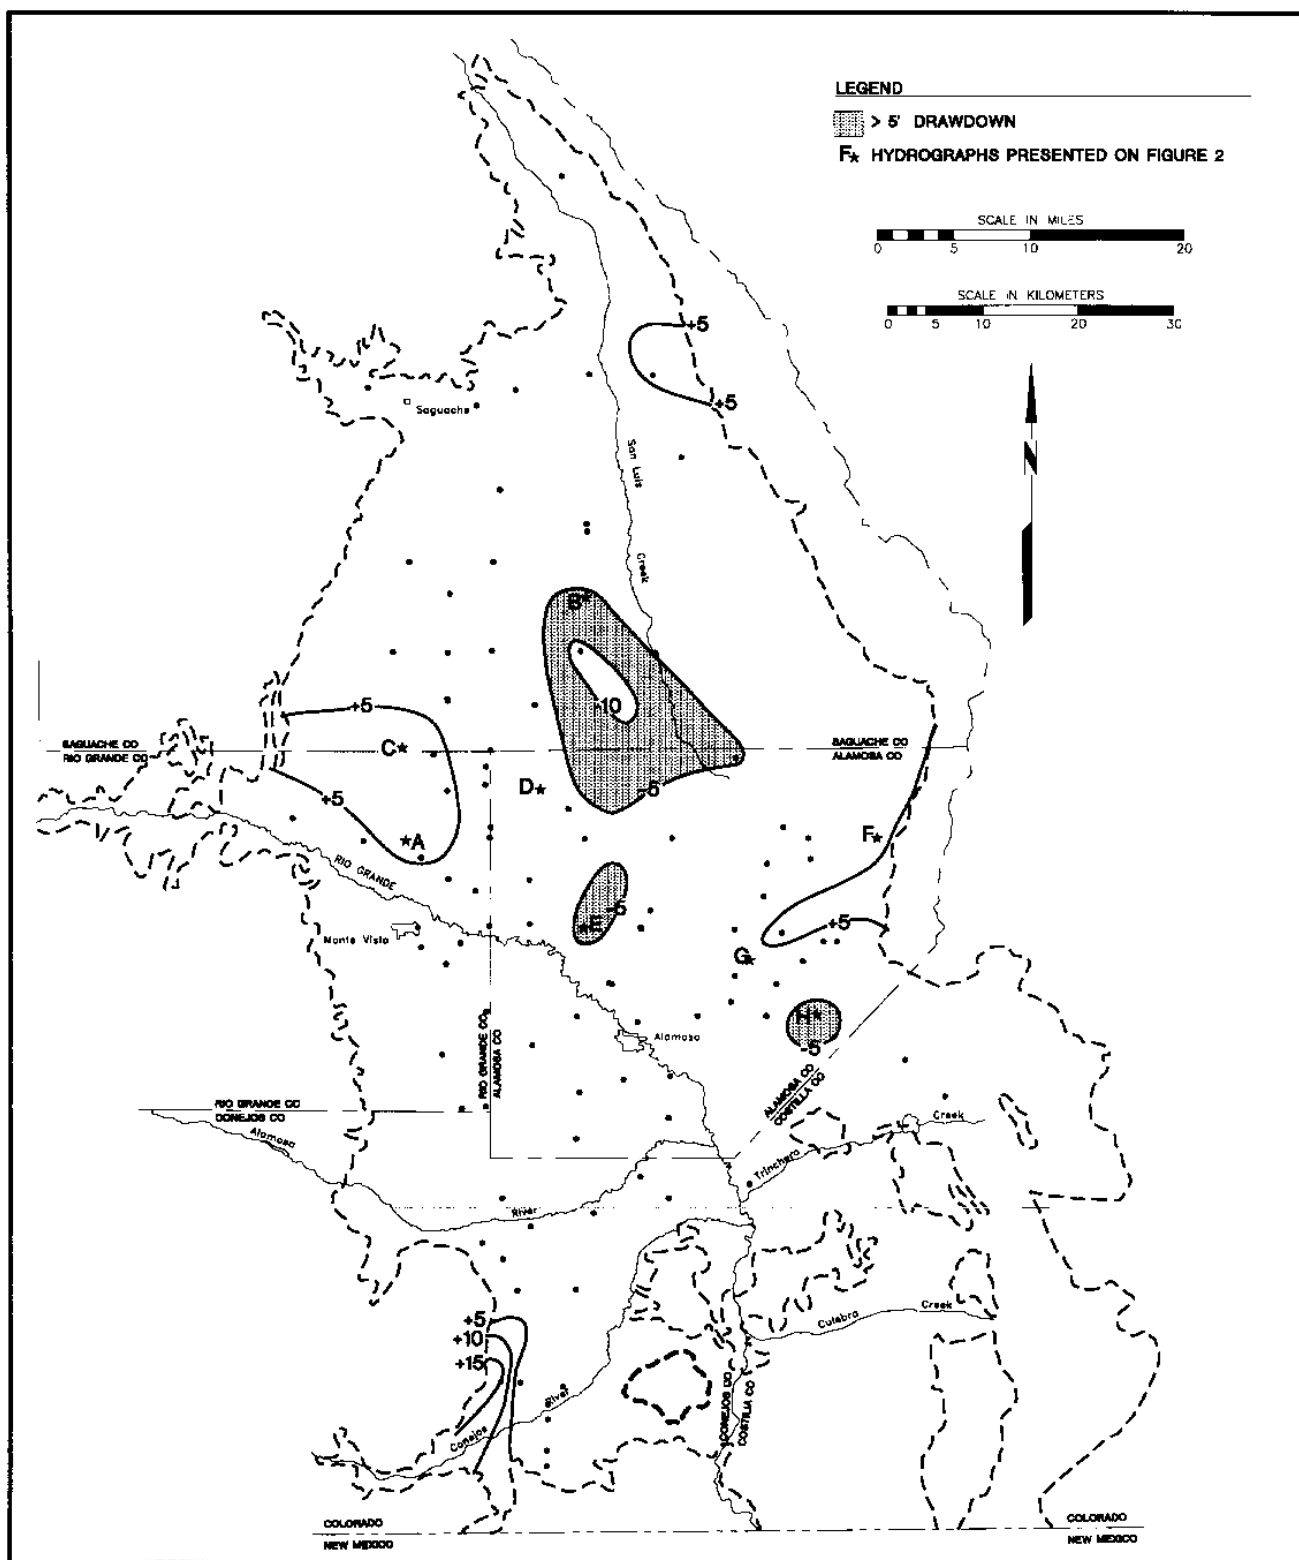 LEGEND
> 5' DRAWDOWN
F★ HYDROGRAPHS PRESENTED ON FIGURE 2
SCALE IN MILES
0 5 10 20
SCALE IN KILOMETERS
0 5 10 20 30
+5
+5
Saguache
San Luis
N
Creek
B★
-10
+5
C★
SAGUACHE CO
RIO GRANDE CO
SAGUACHE CO
ALAMOSA CO
D★
-5
+5
★A
F★
RIO GRANDE
-5
★E
+5
Monte Vista
G★
H★
-5
RIO GRANDE CO
ALAMOSA CO
Alamosa
ALAMOSA CO
COSTILLA CO
RIO GRANDE CO
CONEJOS CO
Alamosa
River
Trinchera
Creek
Culebra
Creek
+5
+10
+15
River
Conejos
CONEJOS CO
COSTILIA CO
COLORADO
NEW MEXICO
COLORADO
NEW MEXICO